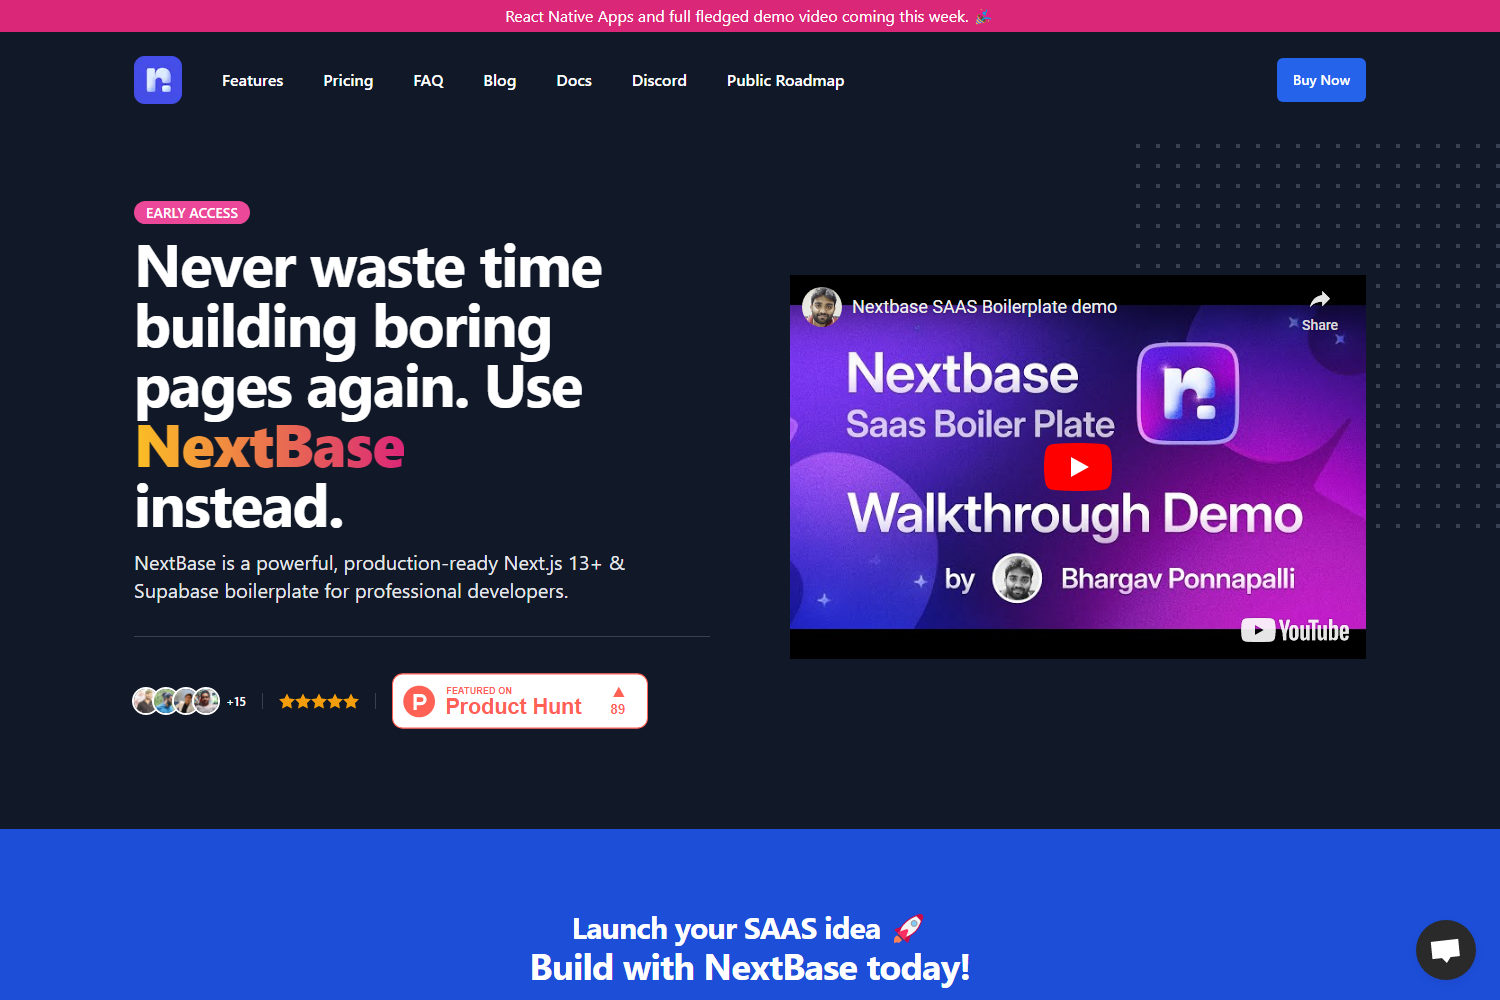 React Native Apps and full fledged demo video coming this week. 🎉
n.
Features
Pricing
FAQ
Blog
Docs
Discord
Public Roadmap
Buy Now
EARLY ACCESS
Never waste time
building boring
pages again. Use
NextBase
instead.
NextBase is a powerful, production-ready Next.js 13+ &
Supabase boilerplate for professional developers.
+15
P
FEATURED ON
Product Hunt
89
Nextbase SAAS Boilerplate demo
Share
Nextbase
Saas Boiler Plate
n.
Walkthrough Demo
by Bhargav Ponnapalli
YouTube
Launch your SAAS idea 🚀
Build with NextBase today!